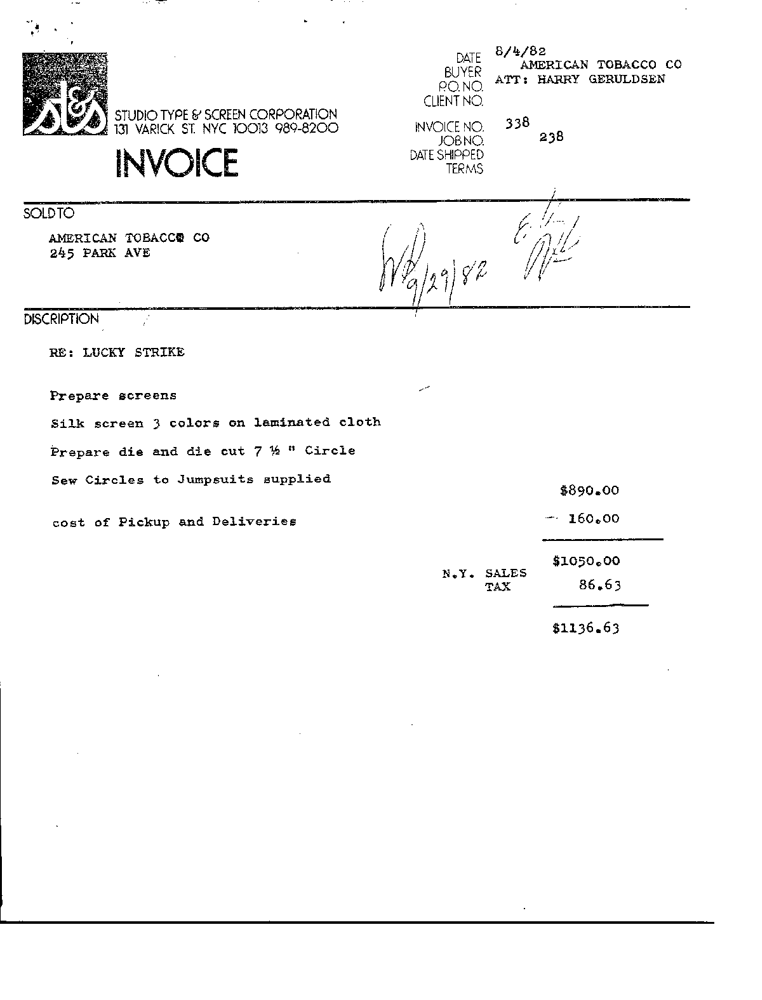 st&s
STUDIO TYPE & SCREEN CORPORATION
131 VARICK ST. NYC 10013 989-8200
INVOICE
DATE 8/4/82
BUYER AMERICAN TOBACCO CO
P.O. NO. ATT: HARRY GERULDSEN
CLIENT NO.
INVOICE NO. 338
JOB NO. 238
DATE SHIPPED
TERMS
SOLD TO
AMERICAN TOBACCO CO
245 PARK AVE
9/29/82
DISCRIPTION
RE: LUCKY STRIKE
Prepare screens
Silk screen 3 colors on laminated cloth
Prepare die and die cut 7 ½ " Circle
Sew Circles to Jumpsuits supplied
$890.00
cost of Pickup and Deliveries - 160.00
$1050.00
N.Y. SALES
TAX 86.63
$1136.63